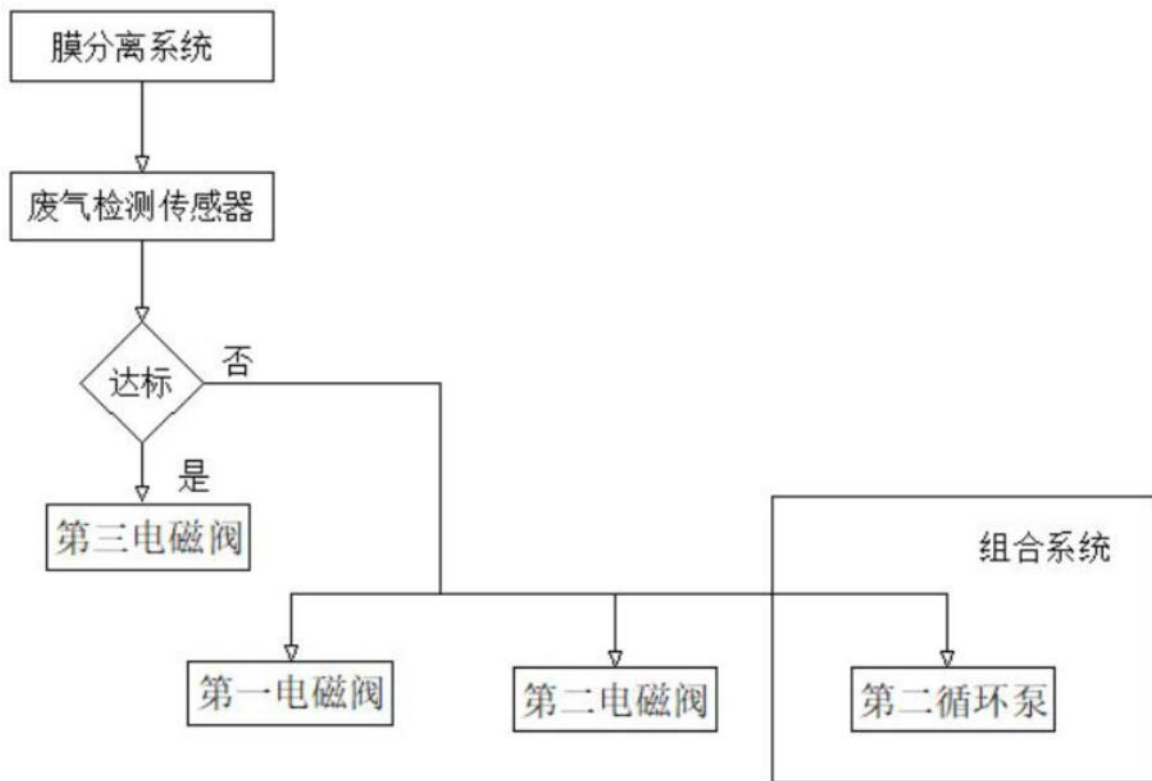 膜分离系统
废气检测传感器
达标
否
是
第三电磁阀
组合系统
第一电磁阀
第二电磁阀
第二循环泵